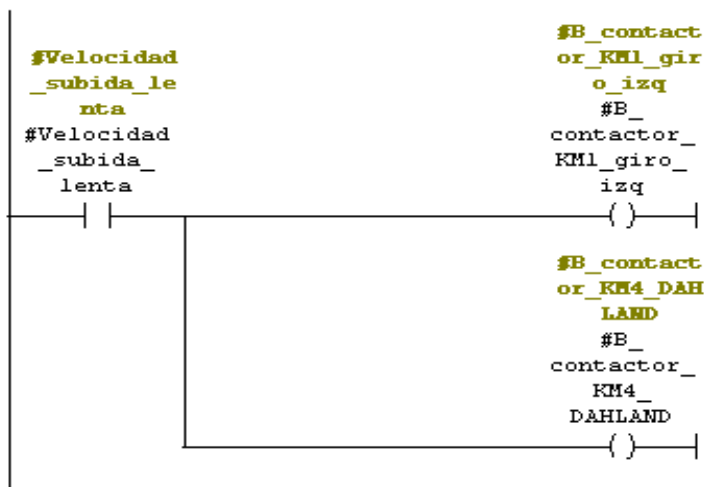 #Velocidad
_subida_le
nta
#Velocidad
_subida_
lenta
#B_contact
or_KM1_gir
o_izq
#B_
contactor_
KM1_giro_
izq
#B_contact
or_KM4_DAH
LAND
#B_
contactor_
KM4_
DAHLAND